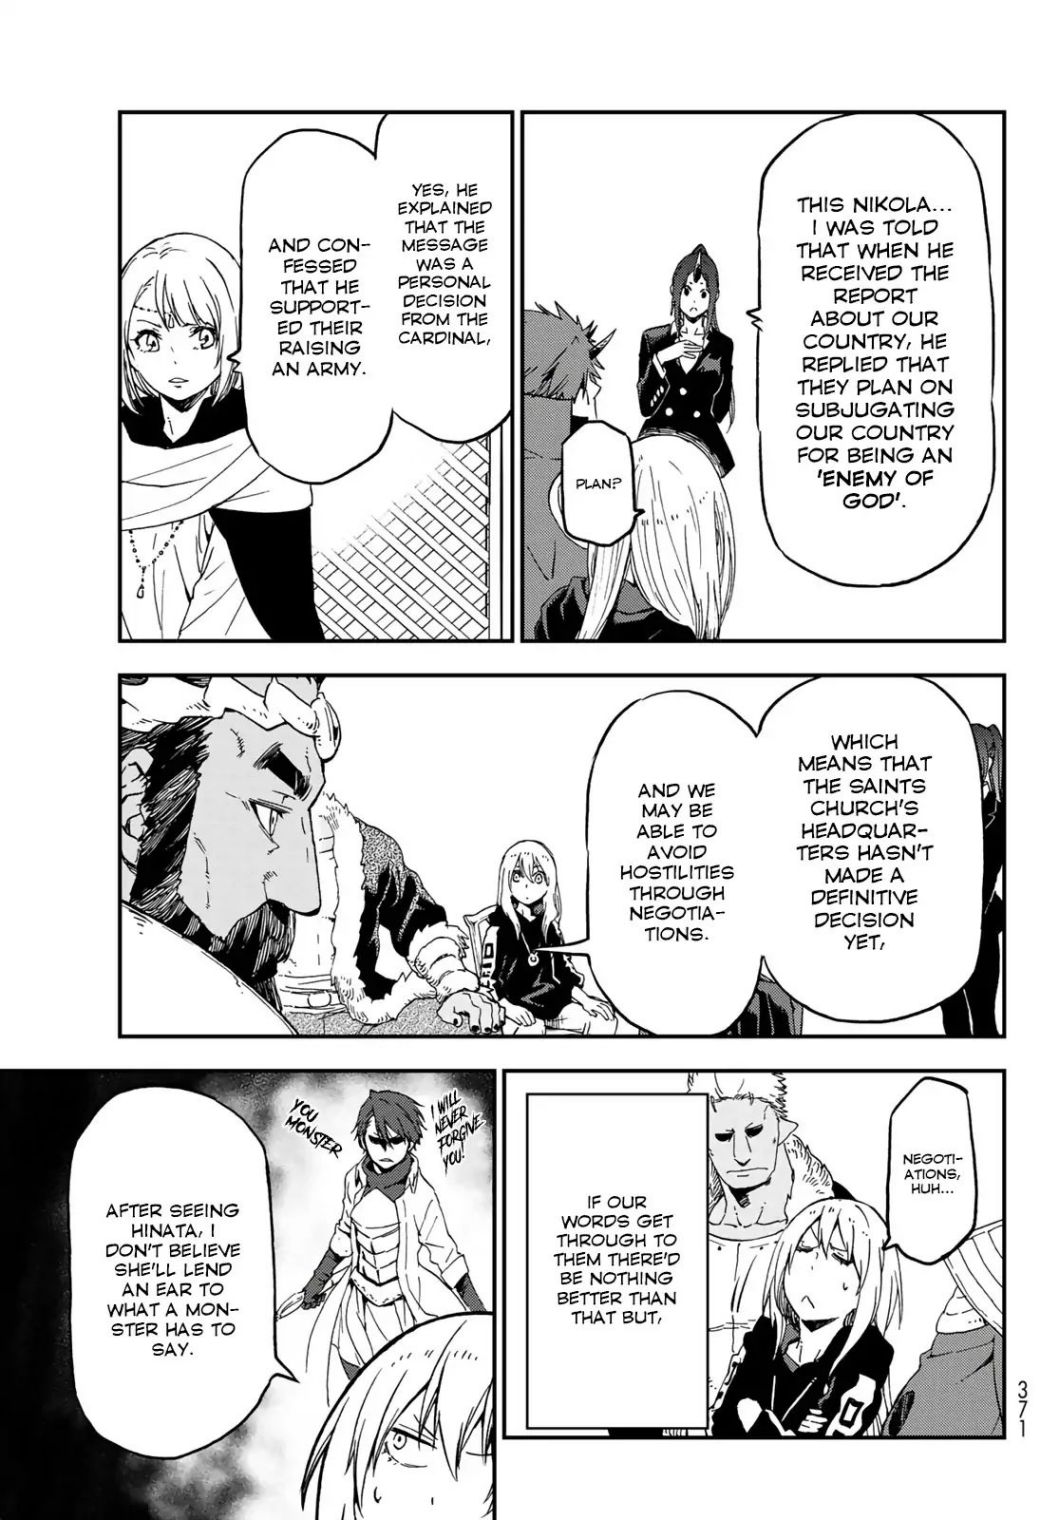 THIS NIKOLA...
I WAS TOLD
THAT WHEN HE
RECEIVED THE
REPORT
ABOUT OUR
COUNTRY, HE
REPLIED THAT
THEY PLAN ON
SUBJUGATING
OUR COUNTRY
FOR BEING AN
'ENEMY OF
GOD'.
PLAN?
YES, HE
EXPLAINED
THAT THE
MESSAGE
WAS A
PERSONAL
DECISION
FROM THE
CARDINAL,
AND CON-
FESSED
THAT HE
SUPPORT-
ED THEIR
RAISING
AN ARMY.
WHICH
MEANS THAT
THE SAINTS
CHURCH'S
HEADQUAR-
TERS HASN'T
MADE A
DEFINITIVE
DECISION
YET,
AND WE
MAY BE
ABLE TO
AVOID
HOSTILITIES
THROUGH
NEGOTIA-
TIONS.
NEGOTI-
ATIONS,
HUH...
IF OUR
WORDS GET
THROUGH TO
THEM THERE'D
BE NOTHING
BETTER THAN
THAT BUT,
I WILL
NEVER
FORGIVE
YOU!
YOU
MONSTER
AFTER SEEING
HINATA, I
DON'T BELIEVE
SHE'LL LEND
AN EAR TO
WHAT A MON-
STER HAS TO
SAY.
371